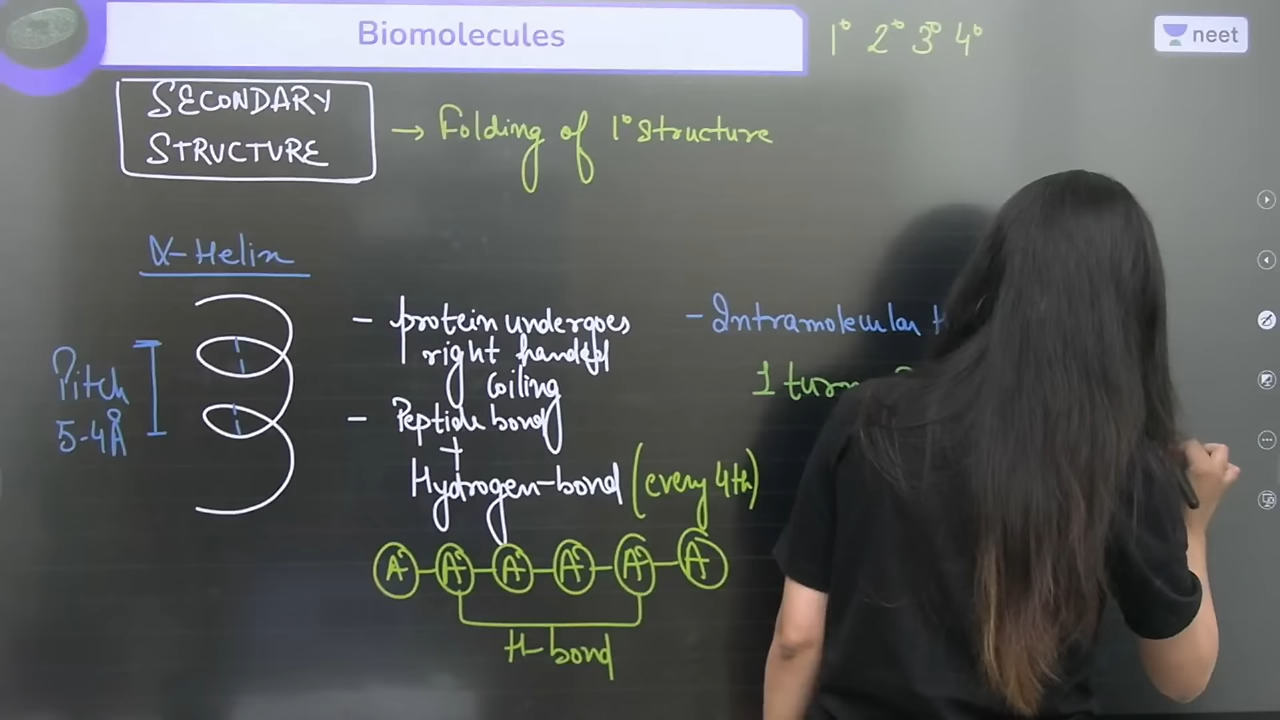 Biomolecules
1° 2° 3° 4°
neet
SECONDARY
STRUCTURE
→ Folding of 1° structure
α-Helix
Pitch
5-4Å
- protein undergoes
right handed
coiling
- Peptide bond
+
Hydrogen-bond (every 4th)
- Intramolecular
1 turn
A° - A° - A° - A° - A° - A
H-bond